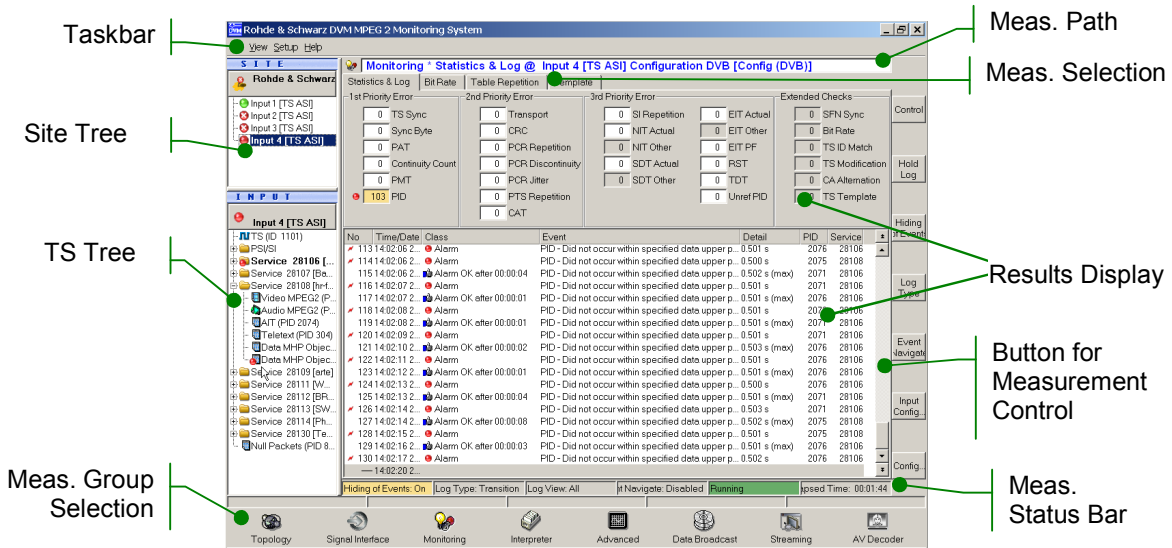 Taskbar
Site Tree
TS Tree
Meas. Group
Selection
Meas. Path
Meas. Selection
Results Display
Button for
Measurement
Control
Meas.
Status Bar
Rohde & Schwarz DVM MPEG 2 Monitoring System
View Setup Help
SITE
Rohde & Schwarz
Input 1 [TS ASI]
Input 2 [TS ASI]
Input 3 [TS ASI]
Input 4 [TS ASI]
INPUT
Input 4 [TS ASI]
TS (ID 1101)
PSI/SI
Service 28106 [...
Service 28107 [Ba...
Service 28108 [hr-f...
Video MPEG2 (P...
Audio MPEG2 (P...
AIT (PID 2074)
Teletext (PID 304)
Data MHP Objec...
Data MHP Objec...
Service 28109 [arte]
Service 28111 [W...
Service 28112 [BR...
Service 28113 [SW...
Service 28114 [Ph...
Service 28130 [Te...
Null Packets (PID 8...
Monitoring * Statistics & Log @ Input 4 [TS ASI] Configuration DVB [Config (DVB)]
Statistics & Log Bit Rate Table Repetition Template
1st Priority Error
0 TS Sync
0 Sync Byte
0 PAT
0 Continuity Count
0 PMT
103 PID
2nd Priority Error
0 Transport
0 CRC
0 PCR Repetition
0 PCR Discontinuity
0 PCR Jitter
0 PTS Repetition
0 CAT
3rd Priority Error
0 SI Repetition
0 NIT Actual
0 NIT Other
0 SDT Actual
0 SDT Other
0 EIT Actual
0 EIT Other
0 EIT PF
0 RST
0 TDT
0 Unref PID
Extended Checks
0 SFN Sync
0 Bit Rate
0 TS ID Match
0 TS Modification
0 CA Alternation
TS Template
No Time/Date Class Event Detail PID Service
113 14:02:06 2... Alarm PID - Did not occur within specified data upper p... 0.501 s 2076 28106
114 14:02:06 2... Alarm PID - Did not occur within specified data upper p... 0.500 s 2075 28108
115 14:02:06 2... Alarm OK after 00:00:04 PID - Did not occur within specified data upper p... 0.502 s (max) 2071 28106
116 14:02:07 2... Alarm PID - Did not occur within specified data upper p... 0.501 s 2071 28106
117 14:02:07 2... Alarm OK after 00:00:01 PID - Did not occur within specified data upper p... 0.501 s (max) 2076 28106
118 14:02:08 2... Alarm PID - Did not occur within specified data upper p... 0.501 s 2076 28106
119 14:02:08 2... Alarm OK after 00:00:01 PID - Did not occur within specified data upper p... 0.501 s (max) 2071 28106
120 14:02:09 2... Alarm PID - Did not occur within specified data upper p... 0.501 s 2071 28106
121 14:02:10 2... Alarm OK after 00:00:02 PID - Did not occur within specified data upper p... 0.503 s (max) 2076 28106
122 14:02:11 2... Alarm PID - Did not occur within specified data upper p... 0.501 s 2076 28106
123 14:02:12 2... Alarm OK after 00:00:01 PID - Did not occur within specified data upper p... 0.501 s (max) 2071 28106
124 14:02:13 2... Alarm PID - Did not occur within specified data upper p... 0.500 s 2076 28106
125 14:02:13 2... Alarm OK after 00:00:04 PID - Did not occur within specified data upper p... 0.501 s (max) 2071 28106
126 14:02:14 2... Alarm PID - Did not occur within specified data upper p... 0.503 s 2071 28106
127 14:02:14 2... Alarm OK after 00:00:08 PID - Did not occur within specified data upper p... 0.502 s (max) 2075 28108
128 14:02:15 2... Alarm PID - Did not occur within specified data upper p... 0.501 s 2075 28108
129 14:02:16 2... Alarm OK after 00:00:03 PID - Did not occur within specified data upper p... 0.501 s (max) 2076 28106
130 14:02:17 2... Alarm PID - Did not occur within specified data upper p... 0.502 s 2076 28106
— 14:02:20 2...
Control
Hold
Log
Hiding
of Events
Log
Type
Event
Navigate
Input
Config...
Config...
Hiding of Events: On Log Type: Transition Log View: All nt Navigate: Disabled Running apsed Time: 00:01:44
Topology Signal Interface Monitoring Interpreter Advanced Data Broadcast Streaming AV Decoder